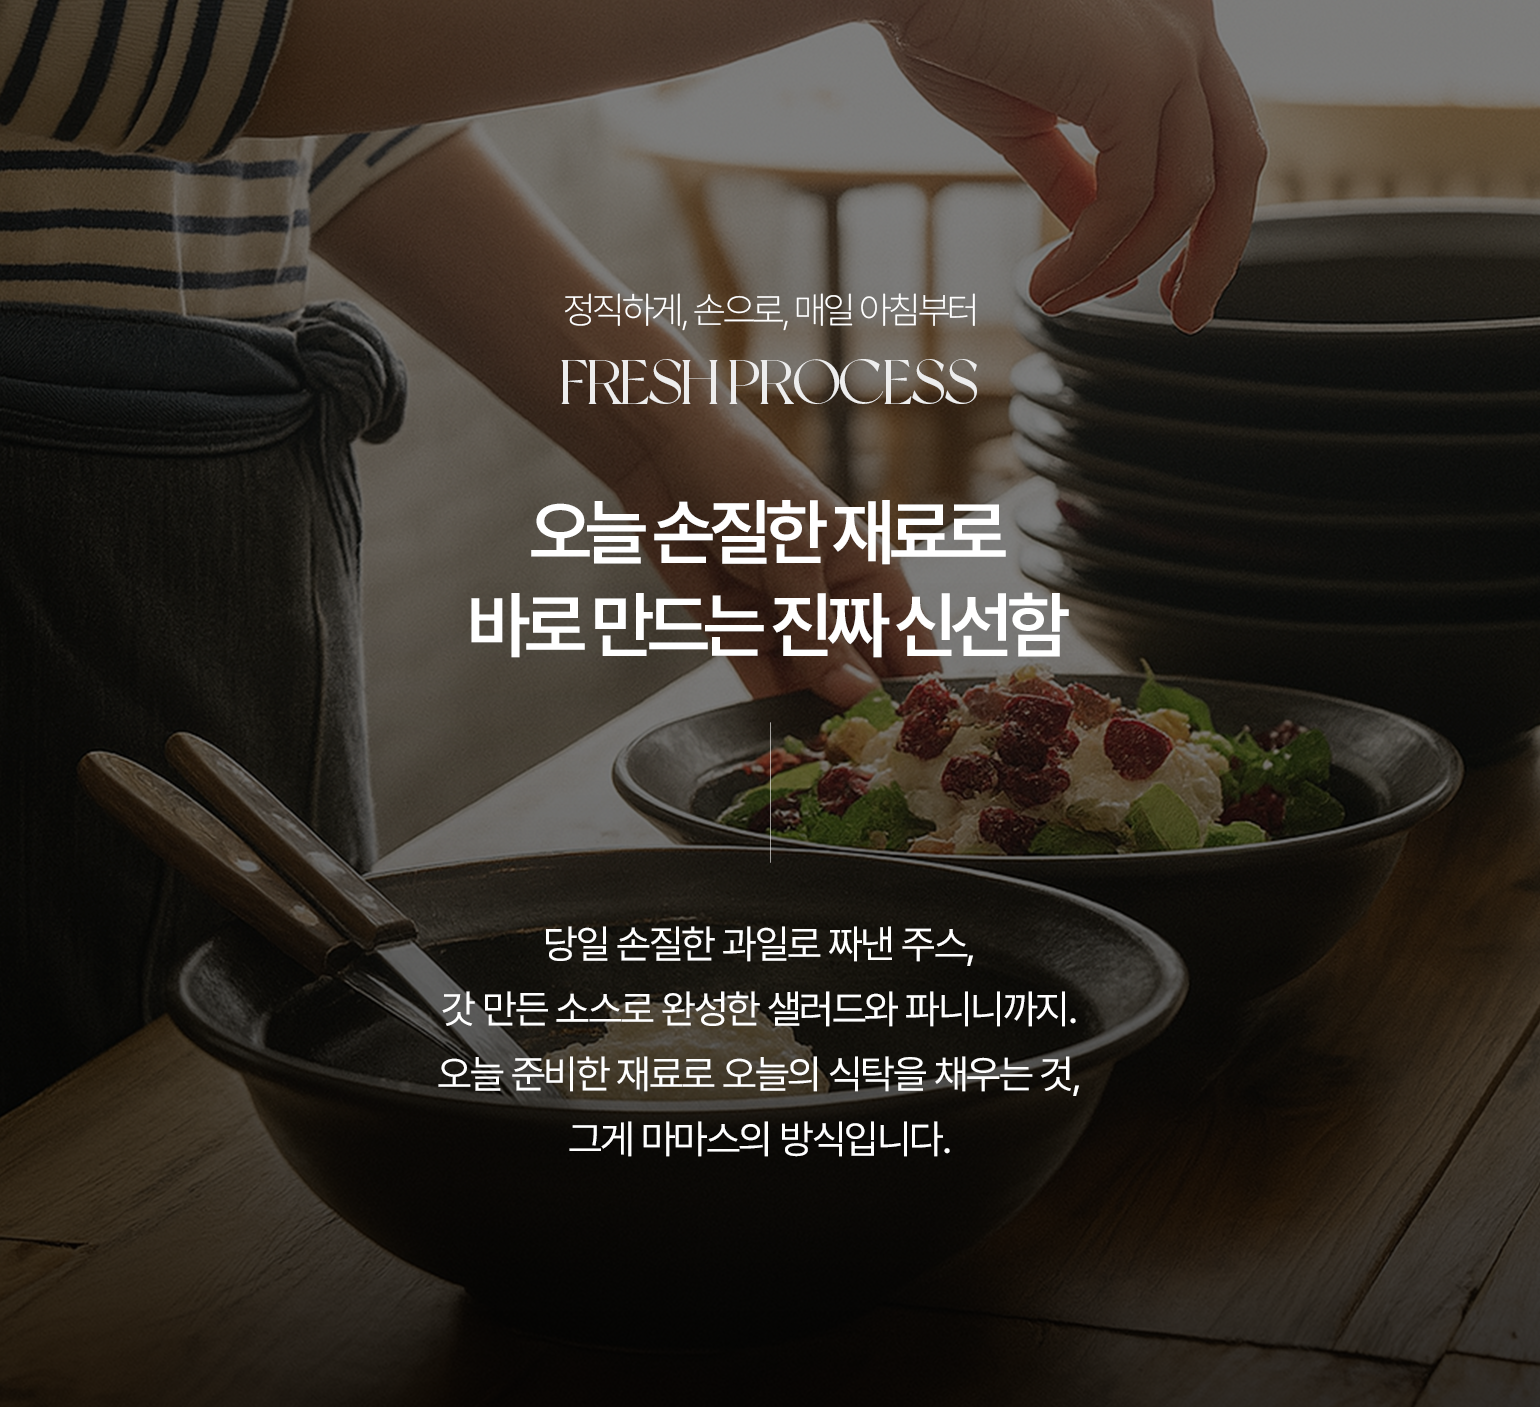 정직하게, 손으로, 매일 아침부터
FRESH PROCESS
오늘 손질한 재료로
바로 만드는 진짜 신선함
당일 손질한 과일로 짜낸 주스,
갓 만든 소스로 완성한 샐러드와 파니니까지.
오늘 준비한 재료로 오늘의 식탁을 채우는 것,
그게 마마스의 방식입니다.